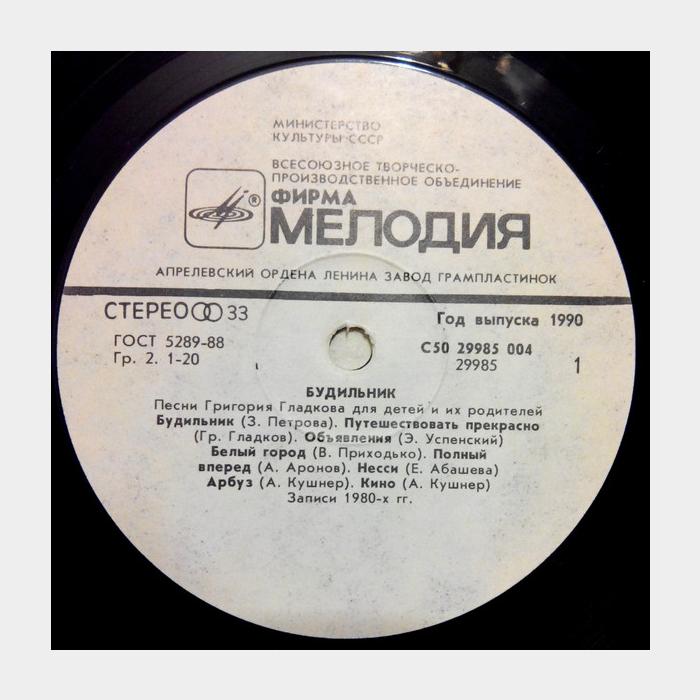 МИНИСТЕРСТВО
КУЛЬТУРЫ СССР
ВСЕСОЮЗНОЕ ТВОРЧЕСКО-
ПРОИЗВОДСТВЕННОЕ ОБЪЕДИНЕНИЕ
®
ФИРМА
МЕЛОДИЯ
АПРЕЛЕВСКИЙ ОРДЕНА ЛЕНИНА ЗАВОД ГРАМПЛАСТИНОК
СТЕРЕО 33
Год выпуска 1990
ГОСТ 5289-88
С50 29985 004
Гр. 2. 1-20
29985
1
БУДИЛЬНИК
Песни Григория Гладкова для детей и их родителей
Будильник (З. Петрова). Путешествовать прекрасно
(Гр. Гладков). Объявления (Э. Успенский)
Белый город (В. Приходько). Полный
вперед (А. Аронов). Несси (Е. Абашева)
Арбуз (А. Кушнер). Кино (А. Кушнер)
Записи 1980-х гг.